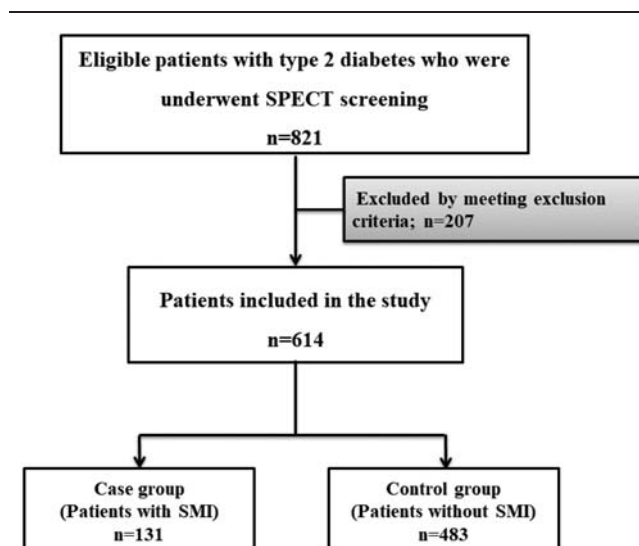 Eligible patients with type 2 diabetes who were
underwent SPECT screening
n=821
Excluded by meeting exclusion
criteria; n=207
Patients included in the study
n=614
Case group
(Patients with SMI)
n=131
Control group
(Patients without SMI)
n=483